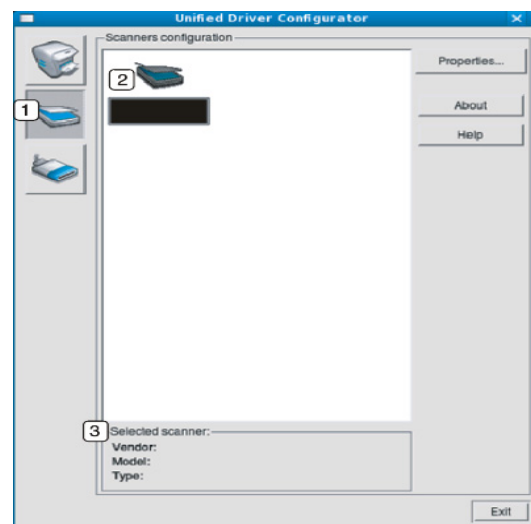 Unified Driver Configurator
Scanners configuration
Properties...
2
1
About
Help
3
Selected scanner:
Vendor:
Model:
Type:
Exit